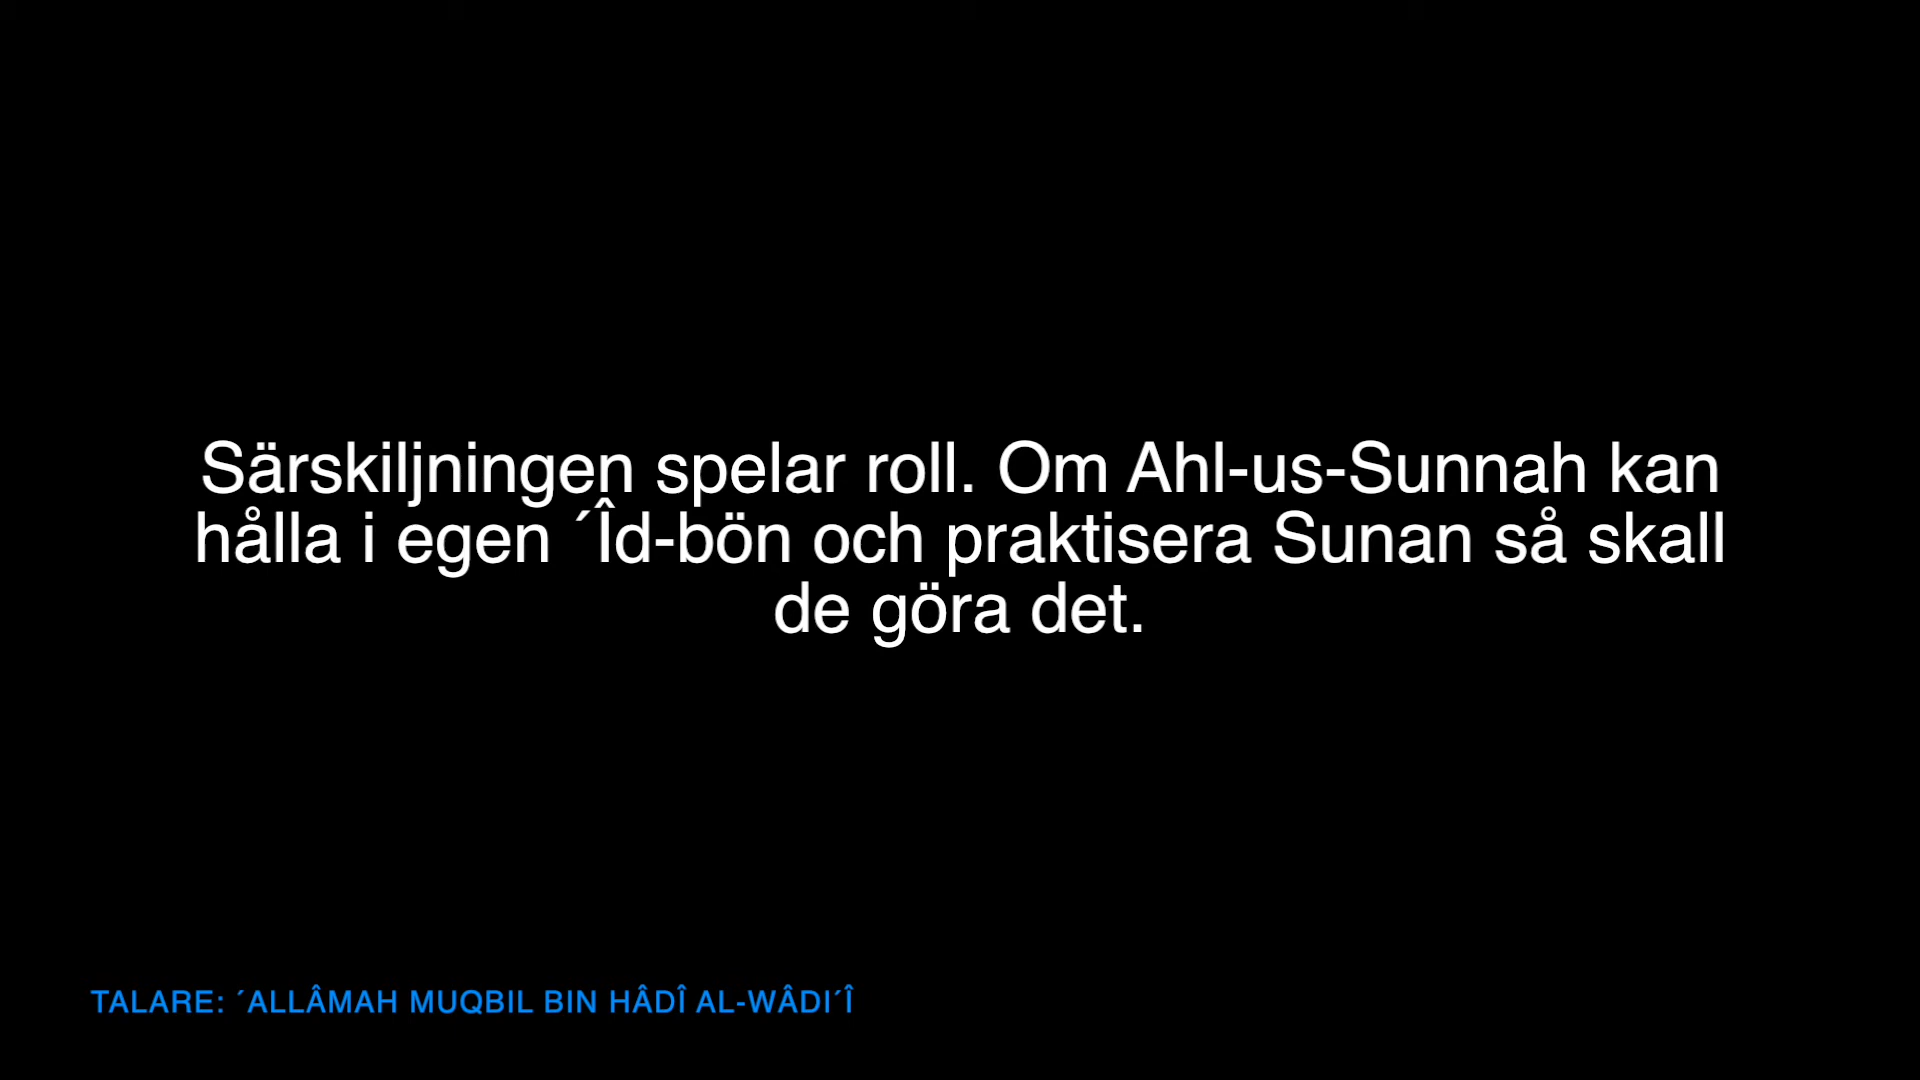 Särskiljningen spelar roll. Om Ahl-us-Sunnah kan
hålla i egen ´Îd-bön och praktisera Sunan så skall
de göra det.
TALARE: ´ALLÂMAH MUQBIL BIN HÂDÎ AL-WÂDI´Î